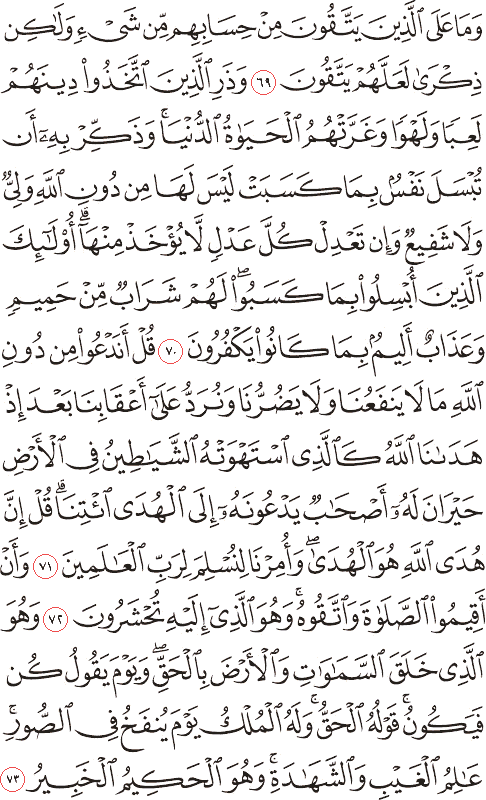 وَمَا عَلَى ٱلَّذِينَ يَتَّقُونَ مِنْ حِسَابِهِم مِّن شَىْءٍ وَلَـٰكِن
ذِكْرَىٰ لَعَلَّهُمْ يَتَّقُونَ ٦٩ وَذَرِ ٱلَّذِينَ ٱتَّخَذُوا۟ دِينَهُمْ
لَعِبًا وَلَهْوًا وَغَرَّتْهُمُ ٱلْحَيَوٰةُ ٱلدُّنْيَا ۚ وَذَكِّرْ بِهِۦٓ أَن
تُبْسَلَ نَفْسٌۢ بِمَا كَسَبَتْ لَيْسَ لَهَا مِن دُونِ ٱللَّهِ وَلِىٌّ
وَلَا شَفِيعٌ وَإِن تَعْدِلْ كُلَّ عَدْلٍ لَّا يُؤْخَذْ مِنْهَآ ۗ أُو۟لَـٰٓئِكَ
ٱلَّذِينَ أُبْسِلُوا۟ بِمَا كَسَبُوا۟ ۖ لَهُمْ شَرَابٌ مِّنْ حَمِيمٍ
وَعَذَابٌ أَلِيمٌۢ بِمَا كَانُوا۟ يَكْفُرُونَ ٧٠ قُلْ أَنَدْعُوا۟ مِن دُونِ
ٱللَّهِ مَا لَا يَنفَعُنَا وَلَا يَضُرُّنَا وَنُرَدُّ عَلَىٰٓ أَعْقَابِنَا بَعْدَ إِذْ
هَدَىٰنَا ٱللَّهُ كَٱلَّذِى ٱسْتَهْوَتْهُ ٱلشَّيَـٰطِينُ فِى ٱلْأَرْضِ
حَيْرَانَ لَهُۥٓ أَصْحَـٰبٌ يَدْعُونَهُۥٓ إِلَى ٱلْهُدَى ٱئْتِنَا ۗ قُلْ إِنَّ
هُدَى ٱللَّهِ هُوَ ٱلْهُدَىٰ ۖ وَأُمِرْنَا لِنُسْلِمَ لِرَبِّ ٱلْعَـٰلَمِينَ ٧١ وَأَنْ
أَقِيمُوا۟ ٱلصَّلَوٰةَ وَٱتَّقُوهُ ۚ وَهُوَ ٱلَّذِىٓ إِلَيْهِ تُحْشَرُونَ ٧٢ وَهُوَ
ٱلَّذِى خَلَقَ ٱلسَّمَـٰوَٰتِ وَٱلْأَرْضَ بِٱلْحَقِّ ۖ وَيَوْمَ يَقُولُ كُن
فَيَكُونُ ۚ قَوْلُهُ ٱلْحَقُّ ۚ وَلَهُ ٱلْمُلْكُ يَوْمَ يُنفَخُ فِى ٱلصُّورِ ۚ
عَـٰلِمُ ٱلْغَيْبِ وَٱلشَّهَـٰدَةِ ۚ وَهُوَ ٱلْحَكِيمُ ٱلْخَبِيرُ ٧٣